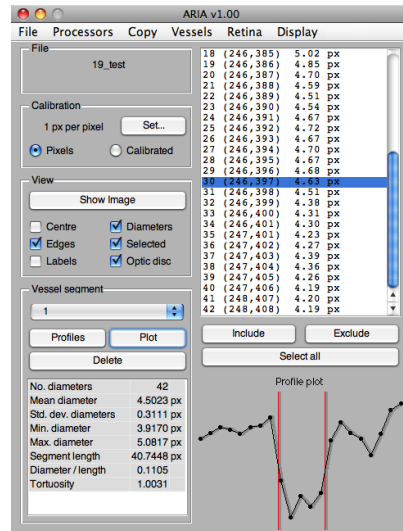 ARIA v1.00
File Processors Copy Vessels Retina Display
File
19_test
Calibration
1 px per pixel Set...
Pixels Calibrated
View
Show Image
Centre Diameters
Edges Selected
Labels Optic disc
Vessel segment
1
Profiles Plot
Delete
No. diameters 42
Mean diameter 4.5023 px
Std. dev. diameters 0.3111 px
Min. diameter 3.9170 px
Max. diameter 5.0817 px
Segment length 40.7448 px
Diameter / length 0.1105
Tortuosity 1.0031
18 (246,385) 5.02 px
19 (246,386) 4.85 px
20 (246,387) 4.70 px
21 (246,388) 4.59 px
22 (246,389) 4.51 px
23 (246,390) 4.54 px
24 (246,391) 4.67 px
25 (246,392) 4.72 px
26 (246,393) 4.67 px
27 (246,394) 4.70 px
28 (246,395) 4.67 px
29 (246,396) 4.68 px
30 (246,397) 4.63 px
31 (246,398) 4.51 px
32 (246,399) 4.38 px
33 (246,400) 4.31 px
34 (246,401) 4.30 px
35 (247,401) 4.23 px
36 (247,402) 4.27 px
37 (247,403) 4.39 px
38 (247,404) 4.36 px
39 (247,405) 4.26 px
40 (247,406) 4.19 px
41 (248,407) 4.20 px
42 (248,408) 4.19 px
Include Exclude
Select all
Profile plot